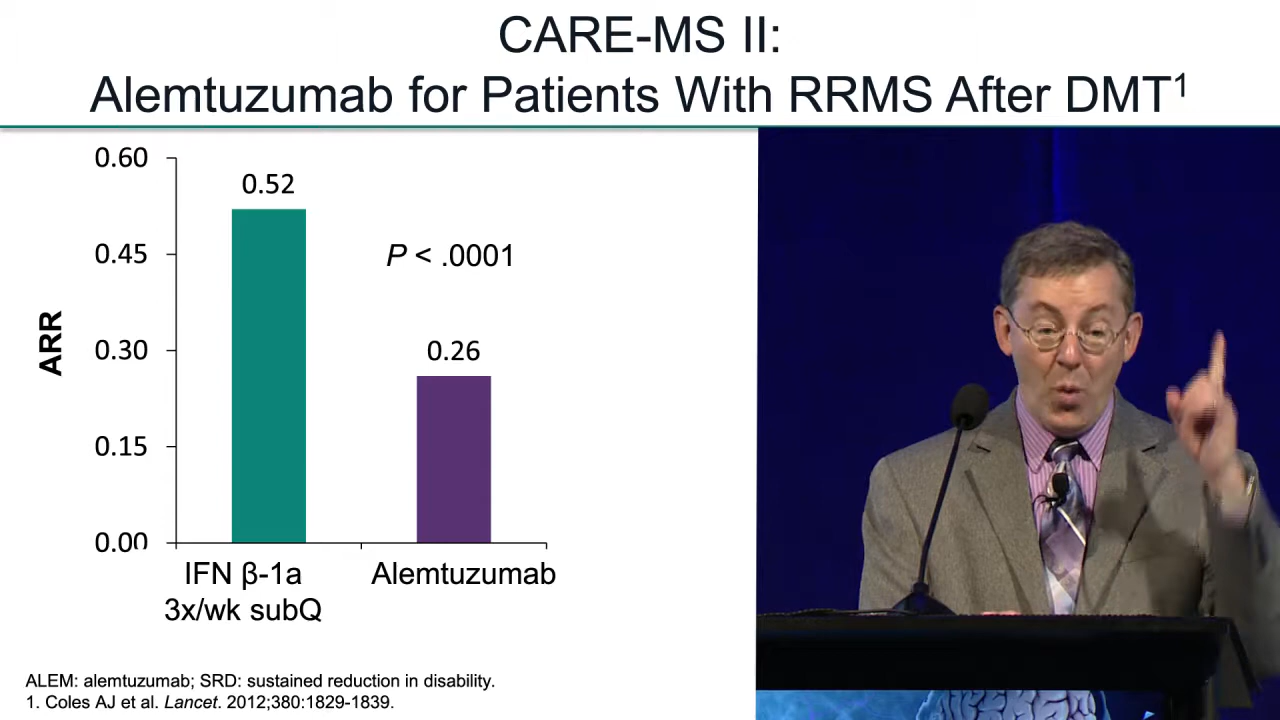 CARE-MS II:
Alemtuzumab for Patients With RRMS After DMT¹
0.60
0.52
0.45
P < .0001
ARR
0.30
0.26
0.15
0.00
IFN β-1a
3x/wk subQ
Alemtuzumab
ALEM: alemtuzumab; SRD: sustained reduction in disability.
1. Coles AJ et al. Lancet. 2012;380:1829-1839.